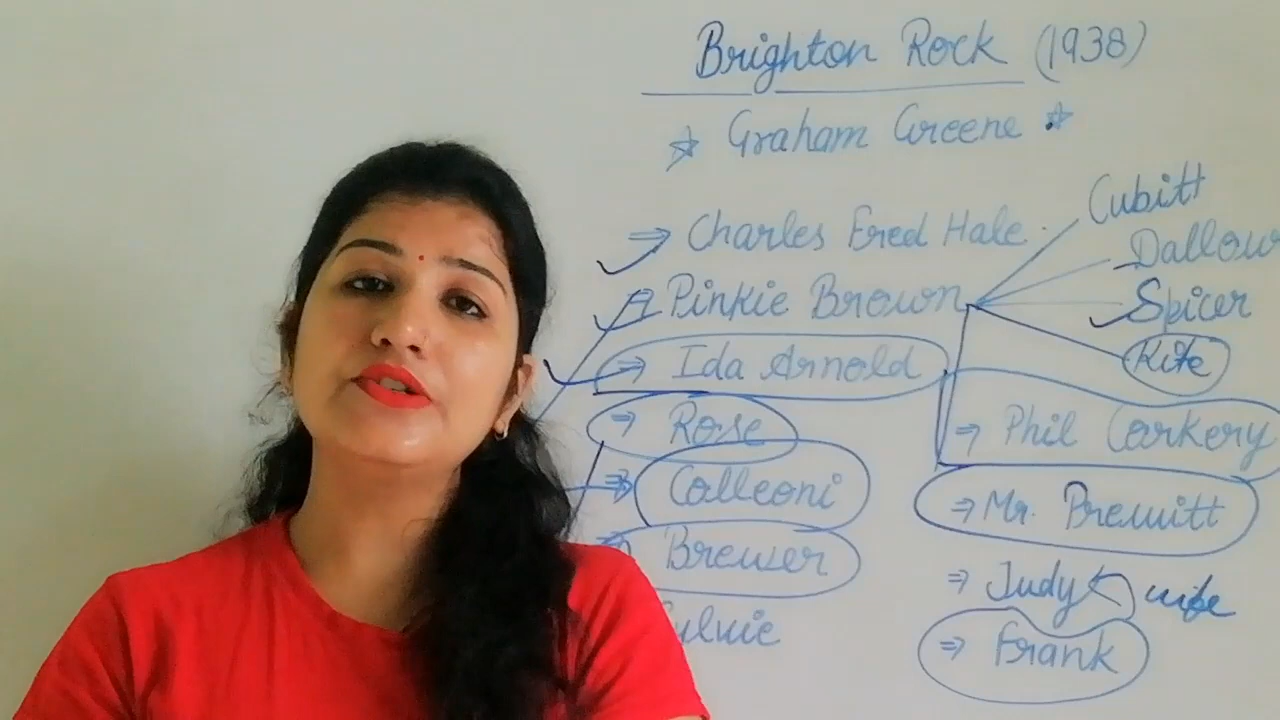 Brighton Rock (1938)
Graham Greene
Charles Fred Hale
Pinkie Brown
Ida Arnold
Rose
Colleoni
Brewer
Cubitt
Dallow
Spicer
Kite
Phil Corkery
Mr. Prewitt
Judy wife
Frank